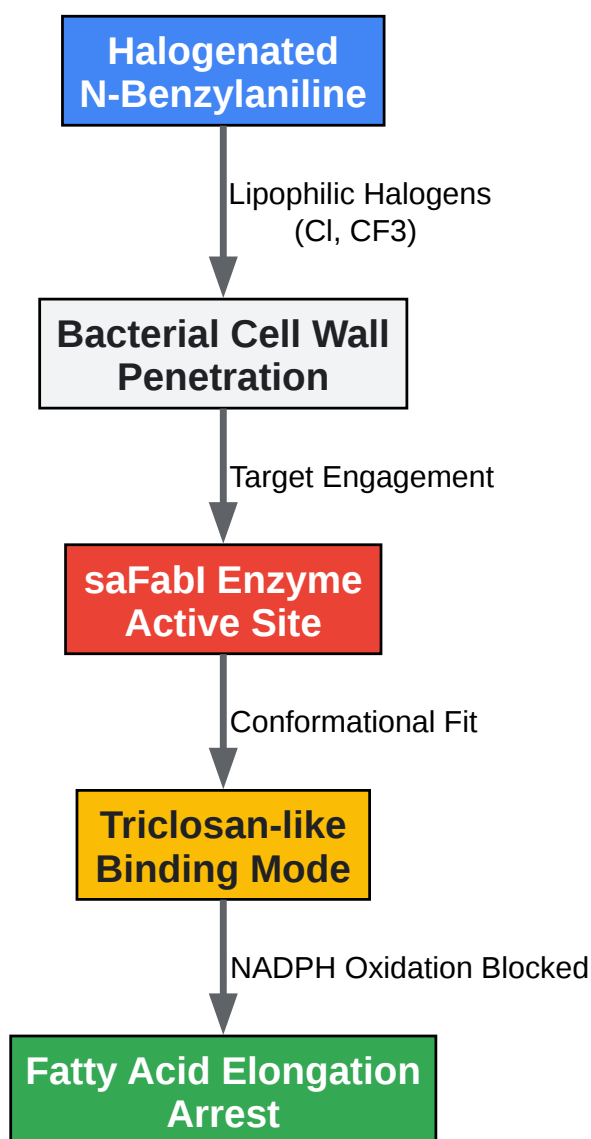 Halogenated
N-Benzylaniline
Lipophilic Halogens
(Cl, CF3)
Bacterial Cell Wall
Penetration
Target Engagement
saFabI Enzyme
Active Site
Conformational Fit
Triclosan-like
Binding Mode
NADPH Oxidation Blocked
Fatty Acid Elongation
Arrest